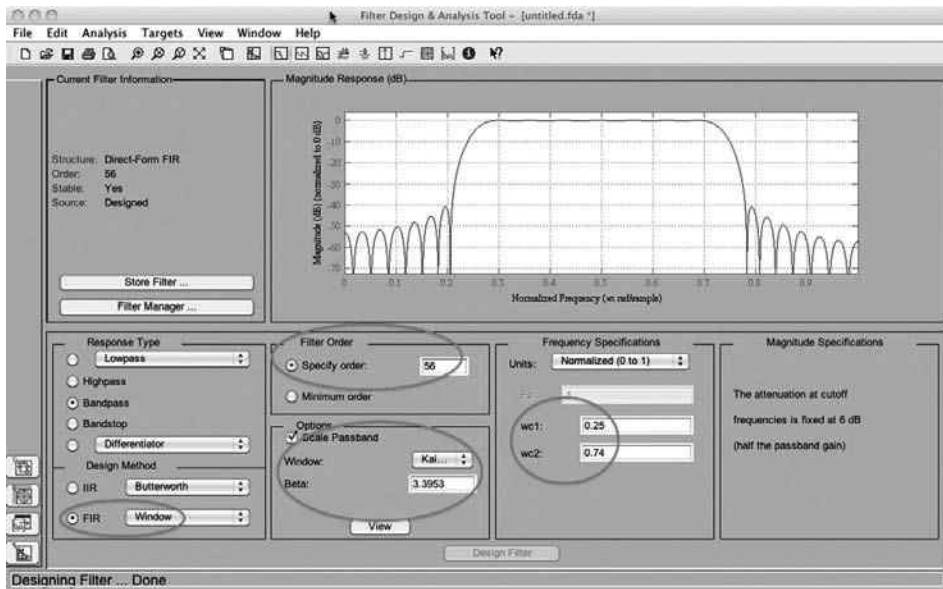 Filter Design & Analysis Tool - [untitled.fda *]
File Edit Analysis Targets View Window Help
Current Filter Information
Structure: Direct-Form FIR
Order: 56
Stable: Yes
Source: Designed
Store Filter ...
Filter Manager ...
Magnitude Response (dB)
Magnitude (dB) (normalized to 0 dB)
0
-10
-20
-30
-40
-50
-60
-70
0 0.1 0.2 0.3 0.4 0.5 0.6 0.7 0.8 0.9
Normalized Frequency
Response Type
Lowpass
Highpass
Bandpass
Bandstop
Differentiator
Design Method
IIR Butterworth
FIR Window
Filter Order
Specify order: 56
Minimum order
Options
Scale Passband
Window: Kai...
Beta: 3.3953
View
Frequency Specifications
Units: Normalized (0 to 1)
wc1: 0.25
wc2: 0.74
Magnitude Specifications
The attenuation at cutoff
frequencies is fixed at 6 dB
(half the passband gain)
Design Filter
Designing Filter ... Done